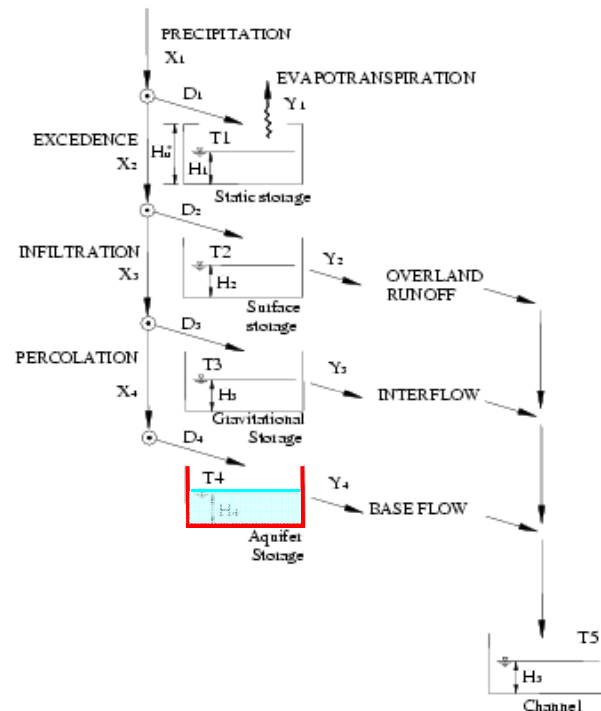 PRECIPITATION
X1
EVAPOTRANSPIRATION
D1
Y1
EXCEDENCE
X2
T1
H1
Static storage
D2
INFILTRATION
X3
T2
H2
Y2
OVERLAND
RUNOFF
Surface
storage
D3
PERCOLATION
X4
T3
H3
Y3
INTERFLOW
Gravitational
Storage
D4
T4
H4
Y4
BASE FLOW
Aquifer
Storage
T5
H3
Channel